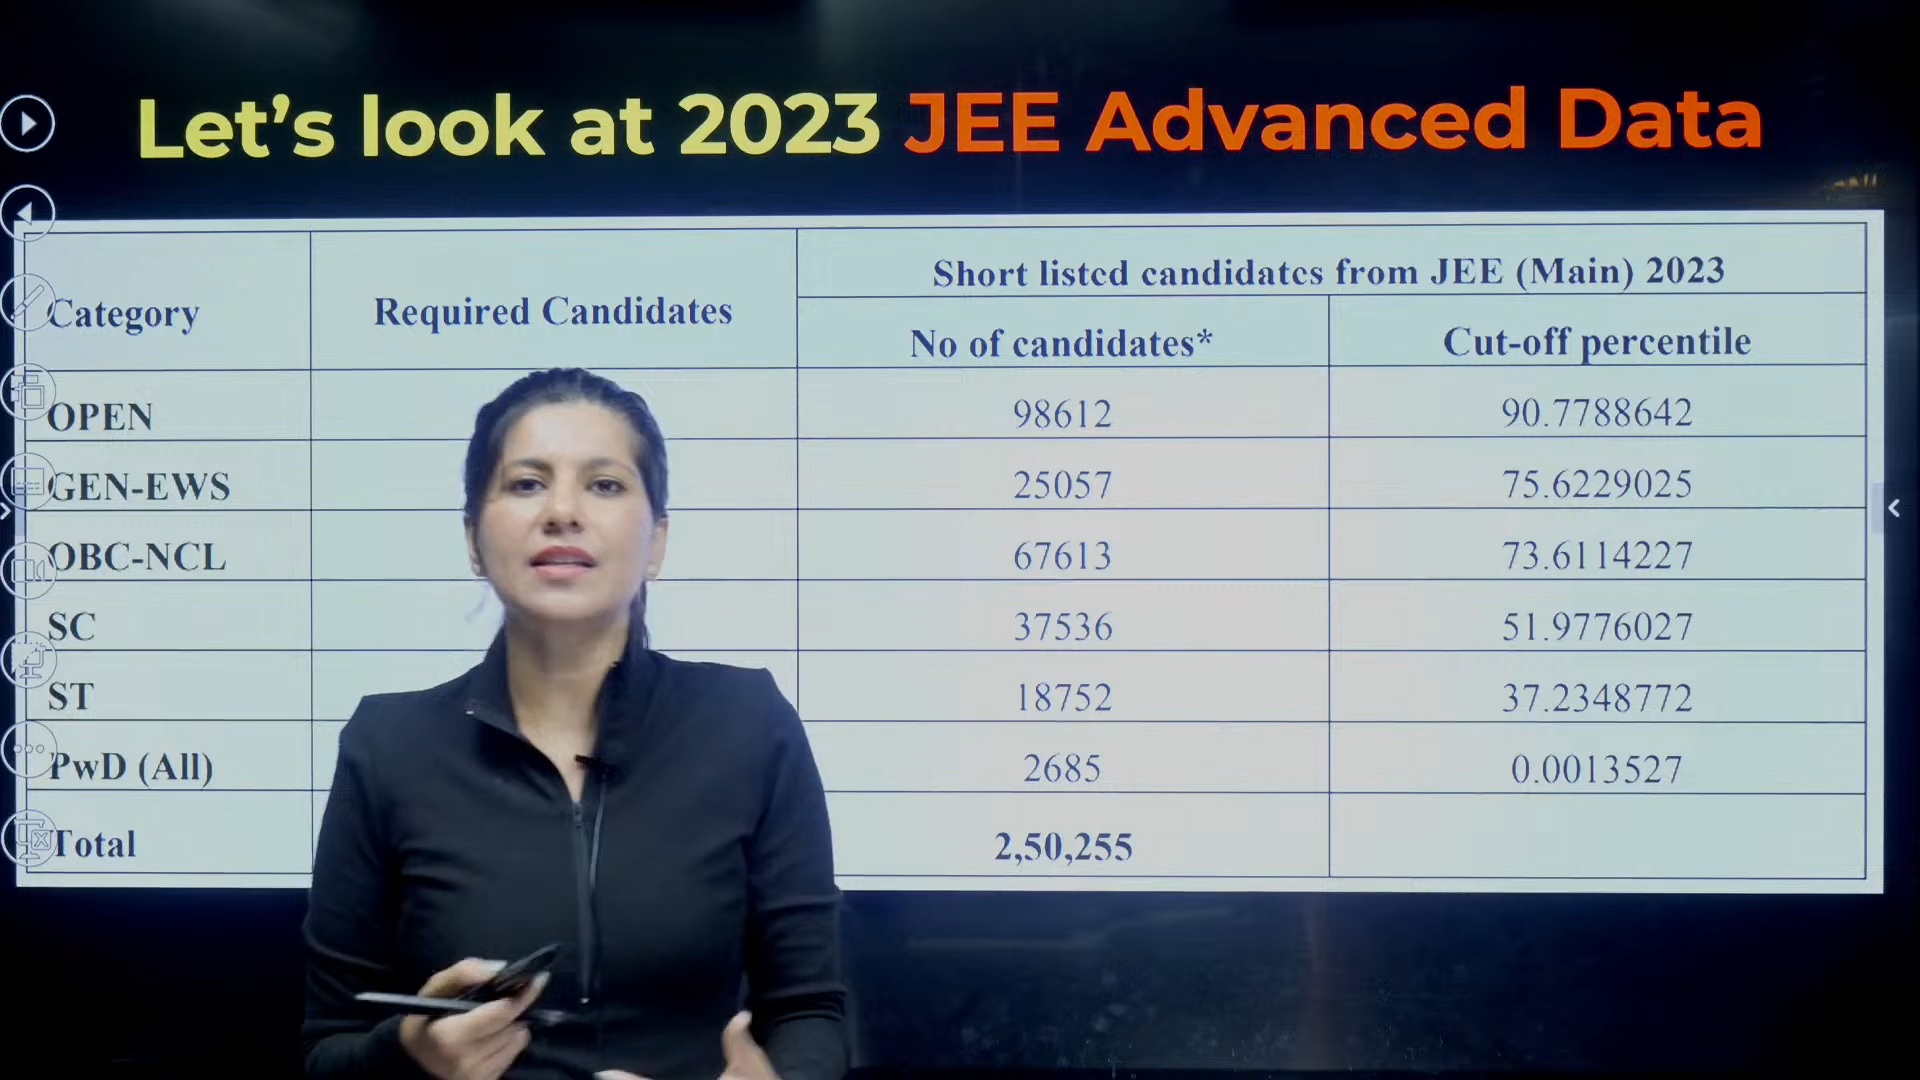 Let's look at 2023 JEE Advanced Data
Category Required Candidates Short listed candidates from JEE (Main) 2023
No of candidates* Cut-off percentile
OPEN 98612 90.7788642
GEN-EWS 25057 75.6229025
OBC-NCL 67613 73.6114227
SC 37536 51.9776027
ST 18752 37.2348772
PwD (All) 2685 0.0013527
Total 2,50,255